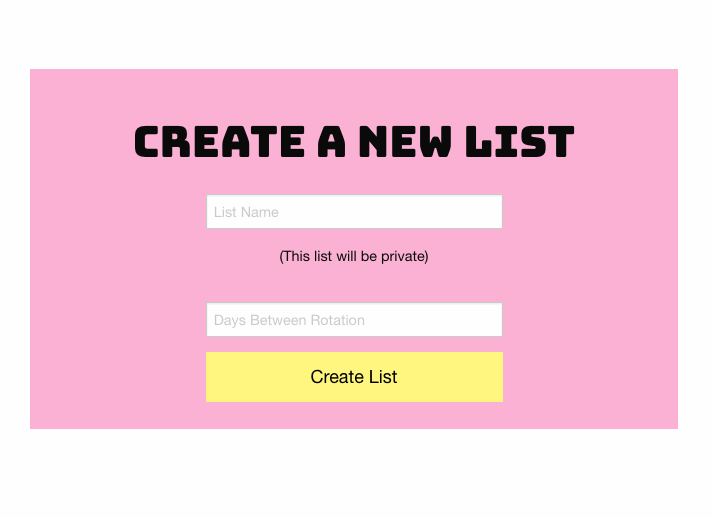 CREATE A NEW LIST
List Name
(This list will be private)
Days Between Rotation
Create List